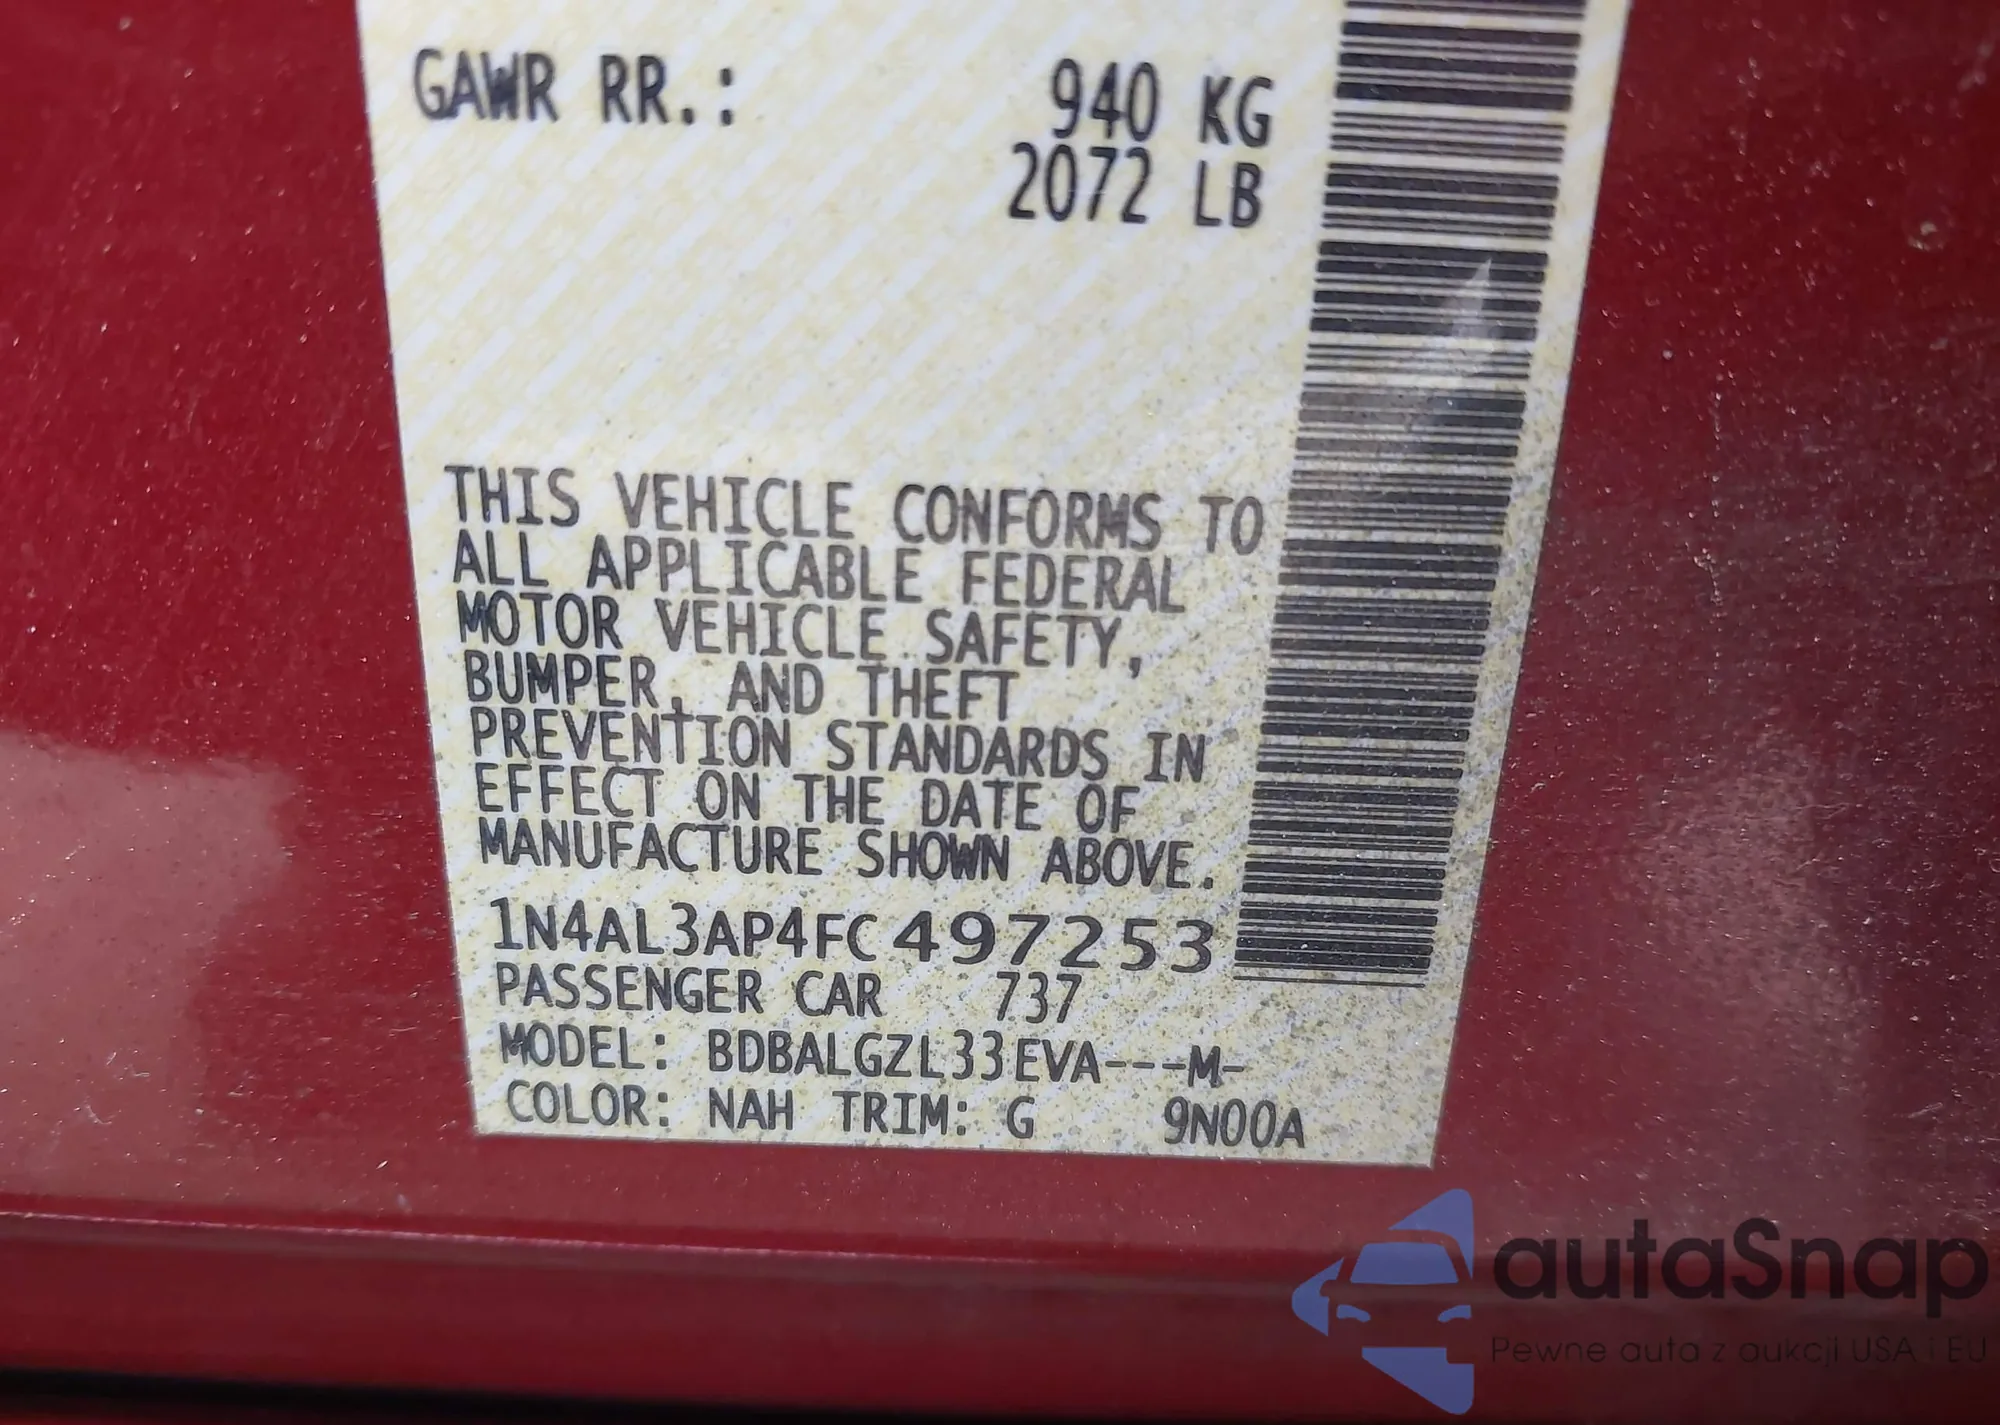 GAWR RR.: 940 KG
2072 LB
THIS VEHICLE CONFORMS TO
ALL APPLICABLE FEDERAL
MOTOR VEHICLE SAFETY,
BUMPER, AND THEFT
PREVENTION STANDARDS IN
EFFECT ON THE DATE OF
MANUFACTURE SHOWN ABOVE.
1N4AL3AP4FC497253
PASSENGER CAR 737
MODEL: BDBALGZL33EVA---M-
COLOR: NAH TRIM: G 9N00A
autaSnap
Pewne auta z aukcji USA i EU